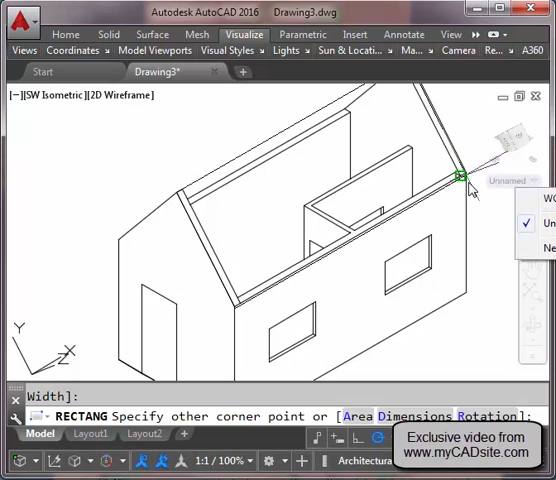 Autodesk AutoCAD 2016 Drawing3.dwg
Home Solid Surface Mesh Visualize Parametric Insert Annotate View
Views Coordinates Model Viewports Visual Styles Lights Sun & Locati... Ma... Camera Rea... A360
Start Drawing3*
[−][SW Isometric][2D Wireframe]
Unnamed
WC
Un
Ne
Y
X
Z
Width]:
RECTANG Specify other corner point or [Area Dimensions Rotation]:
Model Layout1 Layout2
1:1 / 100% Architectura
Exclusive video from
www.myCADsite.com